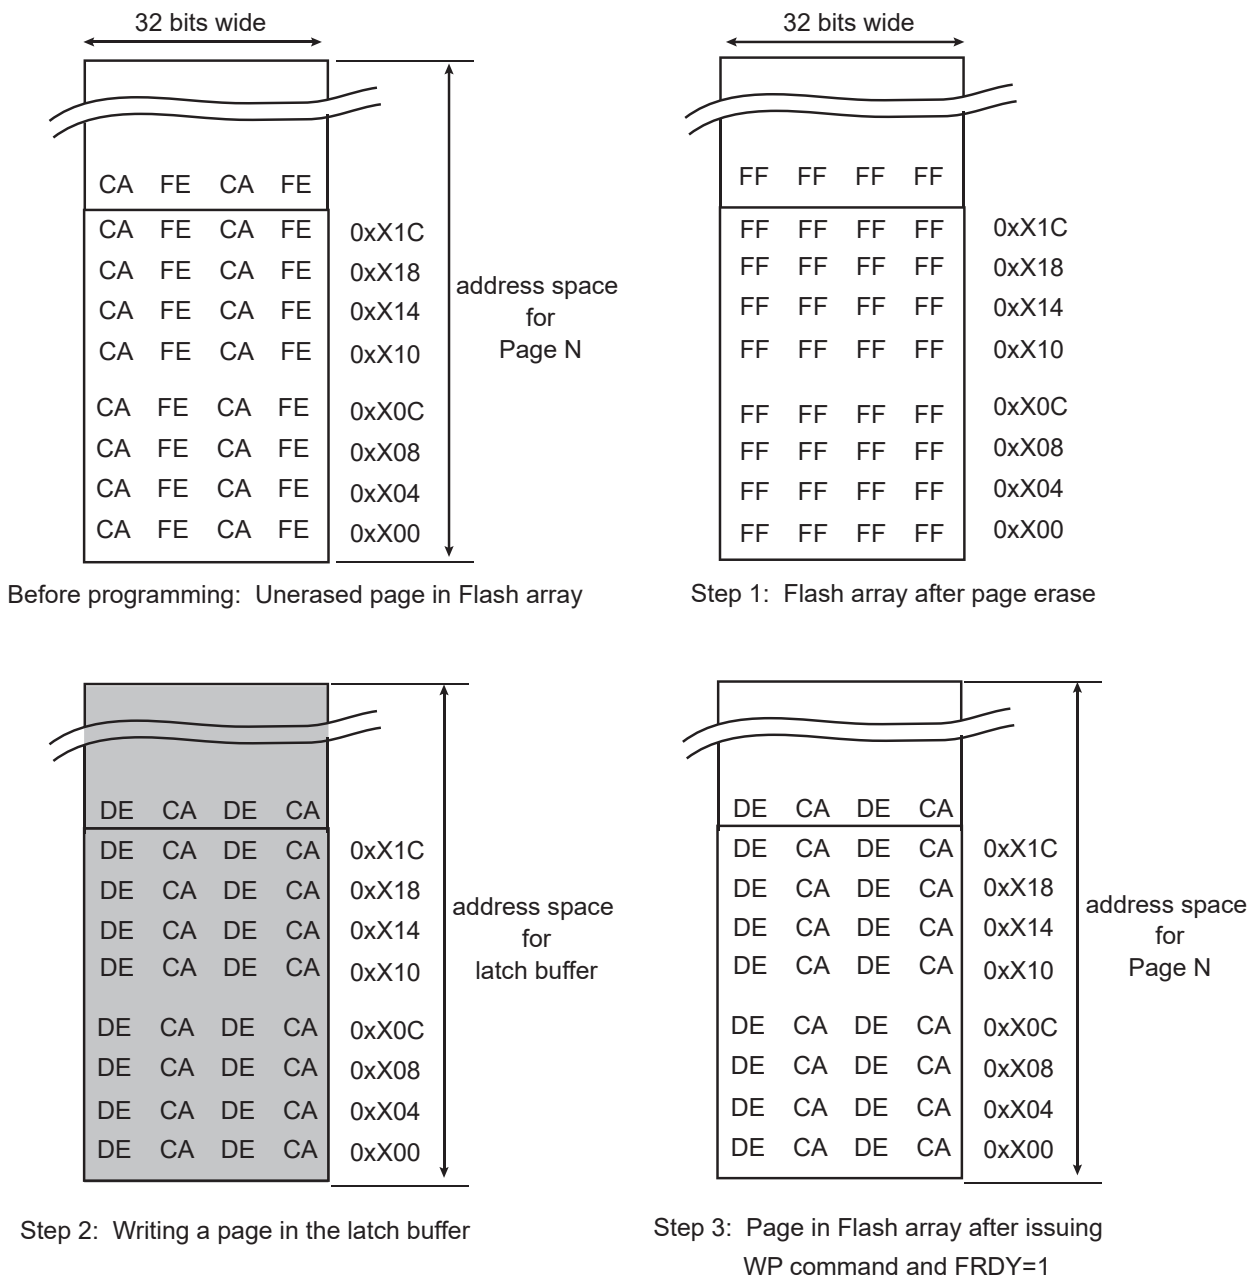 32 bits wide
CA FE CA FE
CA FE CA FE 0xX1C
CA FE CA FE 0xX18
CA FE CA FE 0xX14
CA FE CA FE 0xX10
CA FE CA FE 0xX0C
CA FE CA FE 0xX08
CA FE CA FE 0xX04
CA FE CA FE 0xX00
address space
for
Page N
Before programming: Unerased page in Flash array
32 bits wide
FF FF FF FF
FF FF FF FF 0xX1C
FF FF FF FF 0xX18
FF FF FF FF 0xX14
FF FF FF FF 0xX10
FF FF FF FF 0xX0C
FF FF FF FF 0xX08
FF FF FF FF 0xX04
FF FF FF FF 0xX00
Step 1: Flash array after page erase
DE CA DE CA
DE CA DE CA 0xX1C
DE CA DE CA 0xX18
DE CA DE CA 0xX14
DE CA DE CA 0xX10
DE CA DE CA 0xX0C
DE CA DE CA 0xX08
DE CA DE CA 0xX04
DE CA DE CA 0xX00
address space
for
latch buffer
Step 2: Writing a page in the latch buffer
DE CA DE CA
DE CA DE CA 0xX1C
DE CA DE CA 0xX18
DE CA DE CA 0xX14
DE CA DE CA 0xX10
DE CA DE CA 0xX0C
DE CA DE CA 0xX08
DE CA DE CA 0xX04
DE CA DE CA 0xX00
address space
for
Page N
Step 3: Page in Flash array after issuing
WP command and FRDY=1